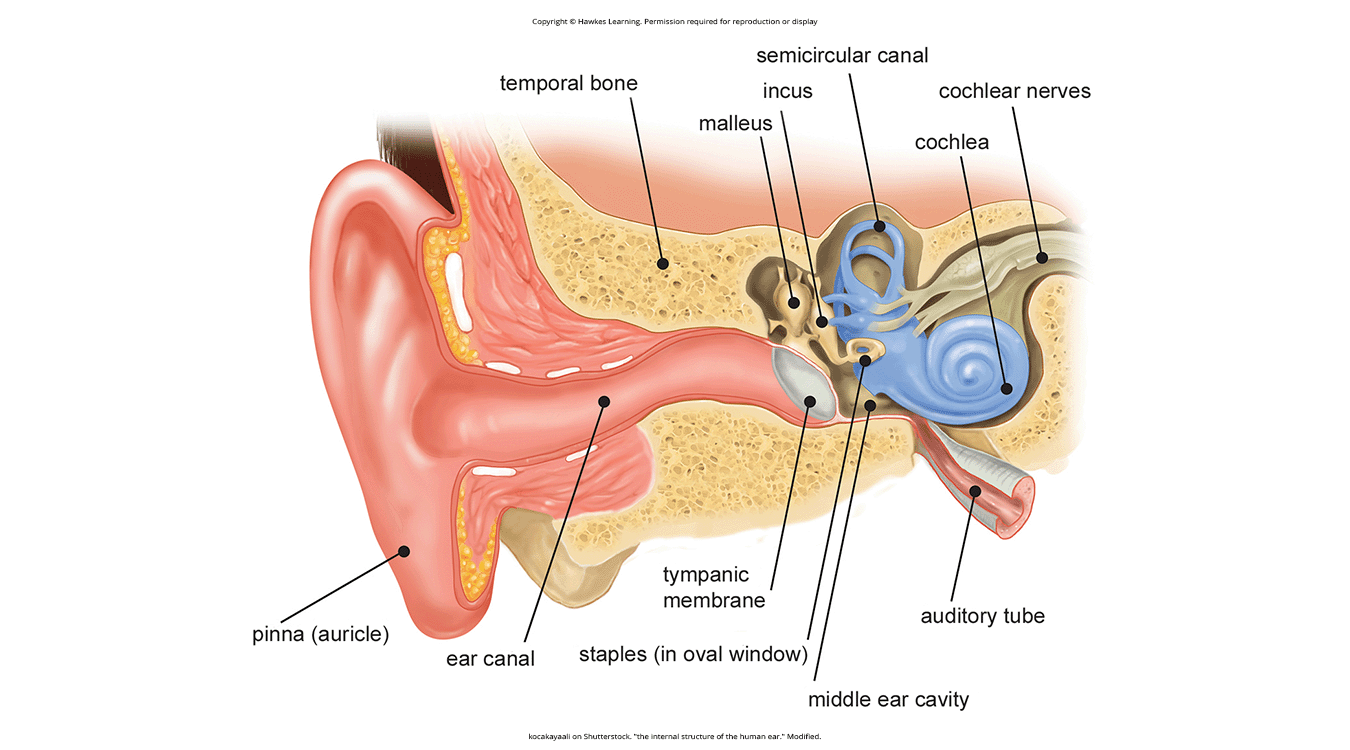 Copyright © Hawkes Learning. Permission required for reproduction or display
semicircular canal
temporal bone
incus
cochlear nerves
malleus
cochlea
tympanic
membrane
auditory tube
pinna (auricle)
ear canal
staples (in oval window)
middle ear cavity
kocakayaali on Shutterstock. "the internal structure of the human ear." Modified.